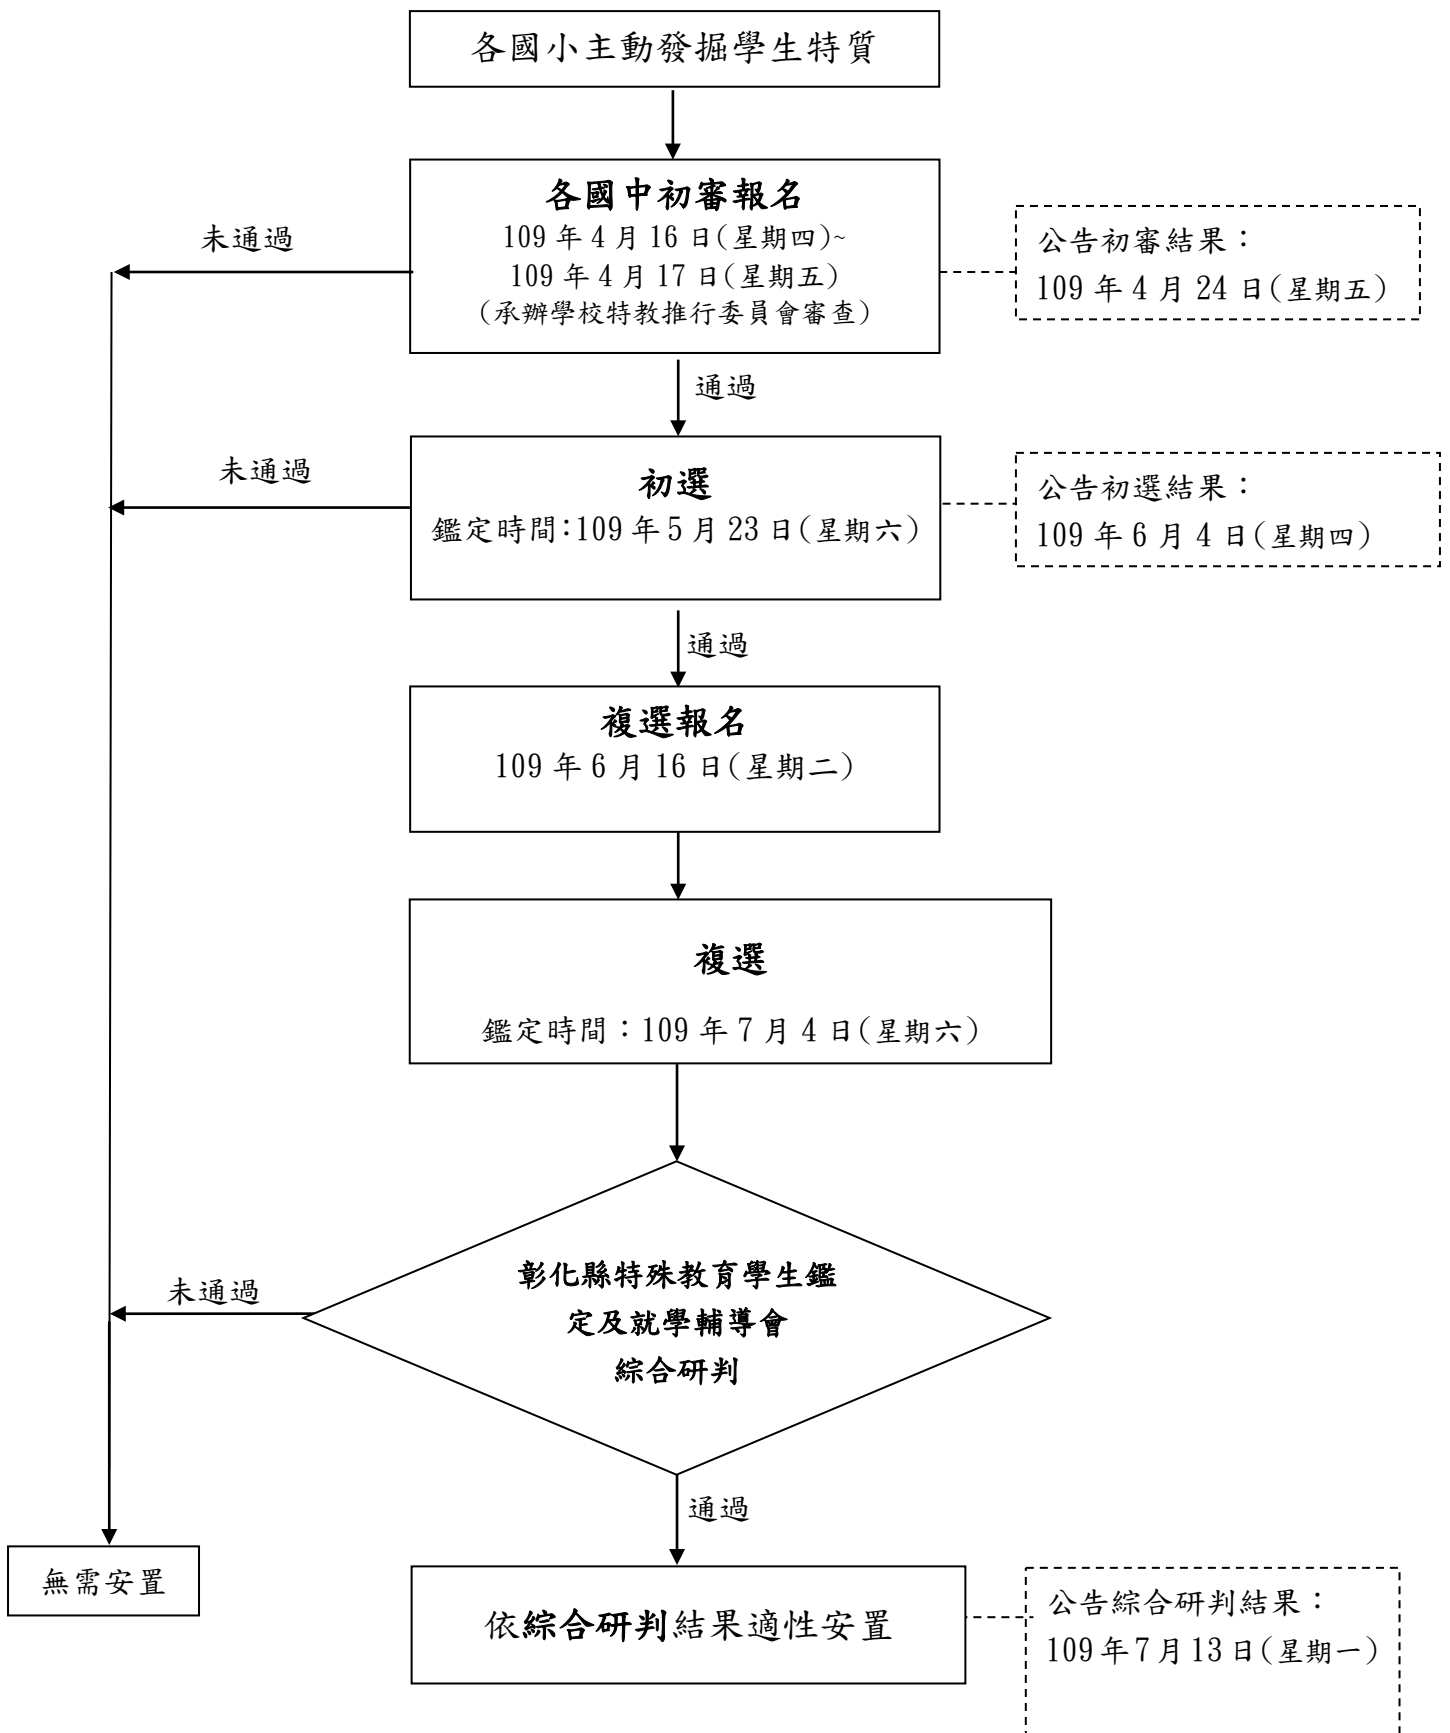 各國小主動發掘學生特質
各國中初審報名
109 年 4 月 16 日(星期四)~
109 年 4 月 17 日(星期五)
(承辦學校特教推行委員會審查)
未通過
公告初審結果：
109 年 4 月 24 日(星期五)
通過
初選
鑑定時間:109 年 5 月 23 日(星期六)
未通過
公告初選結果：
109 年 6 月 4 日(星期四)
通過
複選報名
109 年 6 月 16 日(星期二)
複選
鑑定時間：109 年 7 月 4 日(星期六)
彰化縣特殊教育學生鑑
定及就學輔導會
綜合研判
未通過
通過
無需安置
依綜合研判結果適性安置
公告綜合研判結果：
109 年 7 月 13 日(星期一)